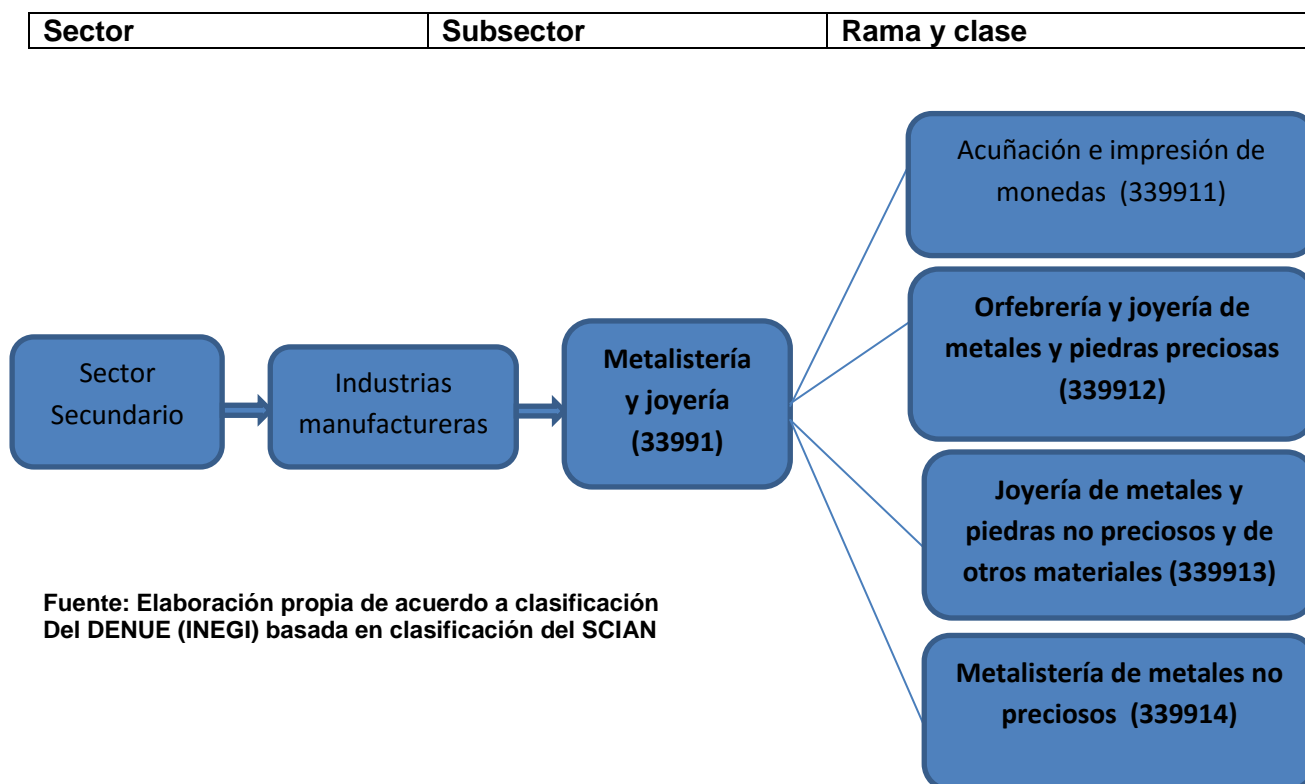 Sector Subsector Rama y clase
Acuñación e impresión de
monedas (339911)
Orfebrería y joyería de
metales y piedras preciosas
(339912)
Sector
Secundario
Industrias
manufactureras
Metalistería
y joyería
(33991)
Joyería de metales y
piedras no preciosos y de
otros materiales (339913)
Fuente: Elaboración propia de acuerdo a clasificación
Del DENUE (INEGI) basada en clasificación del SCIAN
Metalistería de metales no
preciosos (339914)